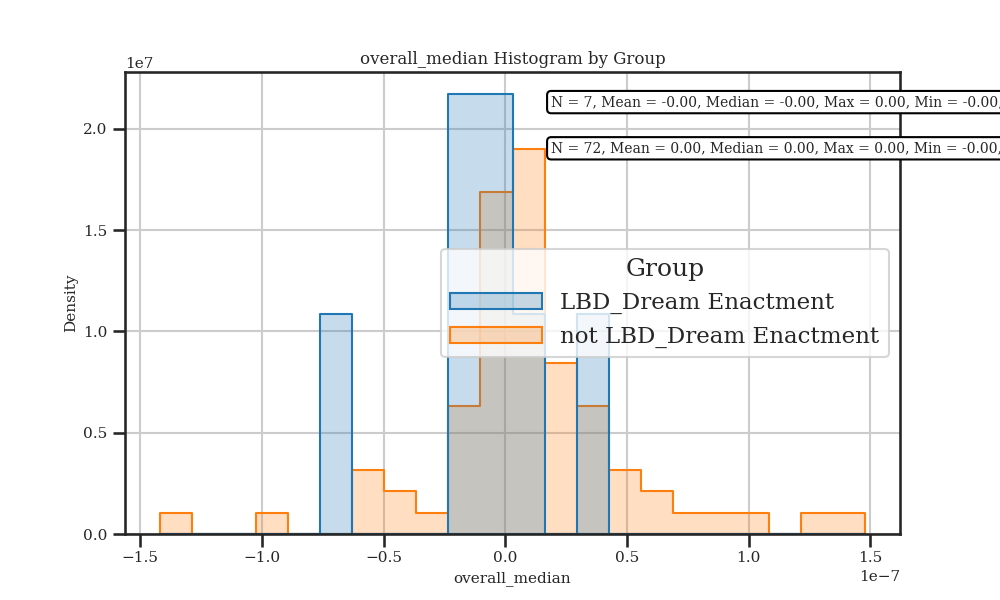 overall_median Histogram by Group
1e7
N = 7, Mean = -0.00, Median = -0.00, Max = 0.00, Min = -0.00,
N = 72, Mean = 0.00, Median = 0.00, Max = 0.00, Min = -0.00,
2.0
1.5
1.0
0.5
0.0
Density
Group
LBD_Dream Enactment
not LBD_Dream Enactment
−1.5 −1.0 −0.5 0.0 0.5 1.0 1.5
1e−7
overall_median